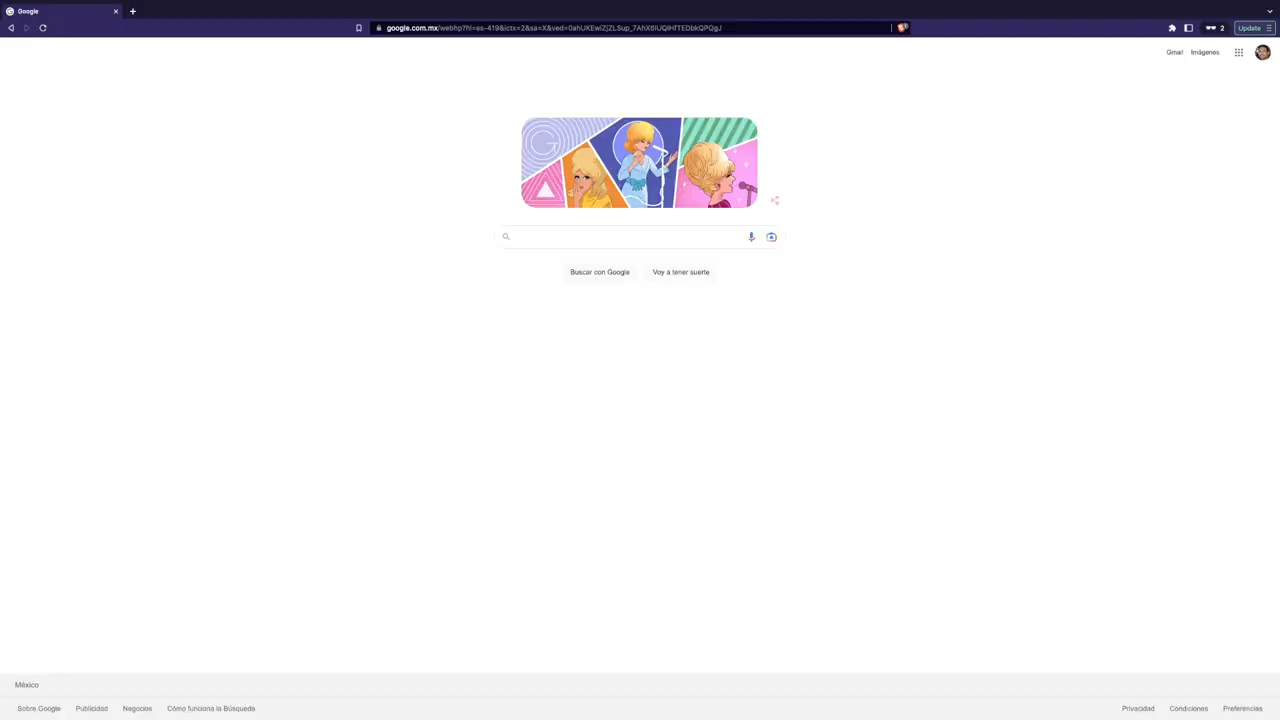 Google
google.com.mx/webhp?hl=es-419&ictx=2&sa=X&ved=0ahUKEwiZjZLSup_7AhX6IUQIHfTEDbkQPQgJ
2
Update
Gmail Imágenes
G
Buscar con Google Voy a tener suerte
México
Sobre Google Publicidad Negocios Cómo funciona la Búsqueda Privacidad Condiciones Preferencias